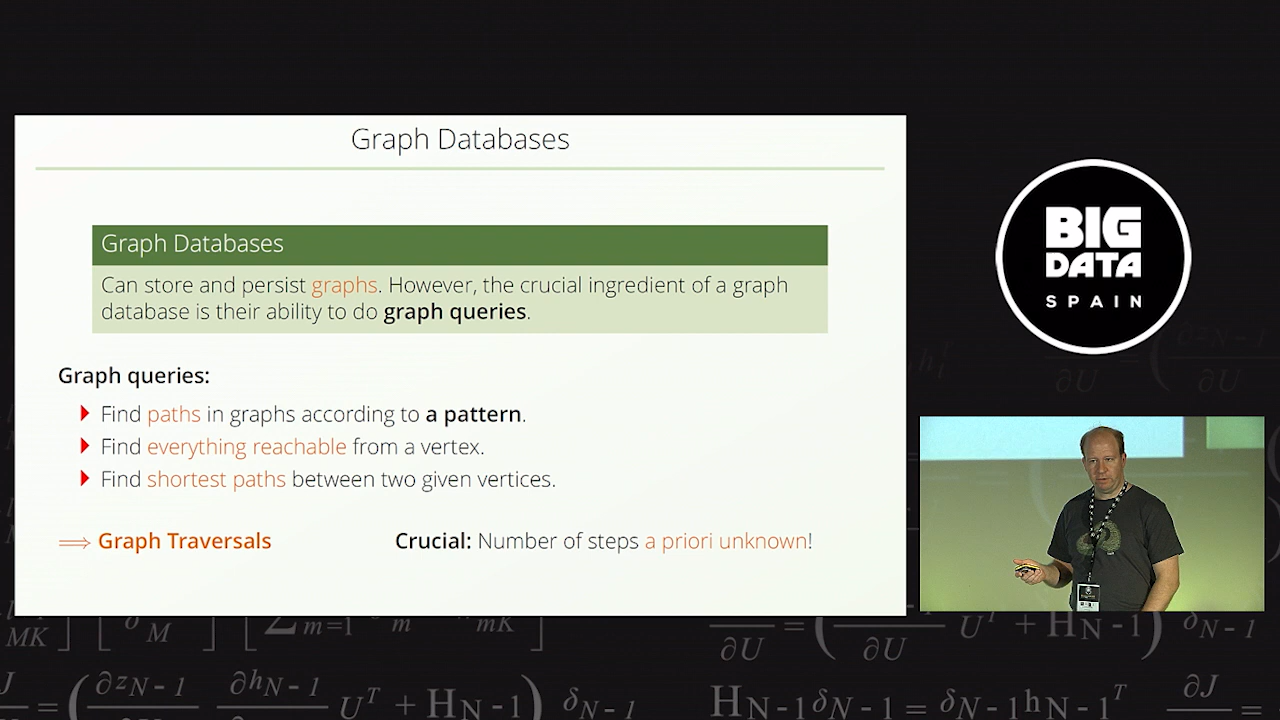 Graph Databases
Graph Databases
Can store and persist graphs. However, the crucial ingredient of a graph
database is their ability to do graph queries.
Graph queries:
Find paths in graphs according to a pattern.
Find everything reachable from a vertex.
Find shortest paths between two given vertices.
⟹ Graph Traversals
Crucial: Number of steps a priori unknown!
BIG
DATA
SPAIN